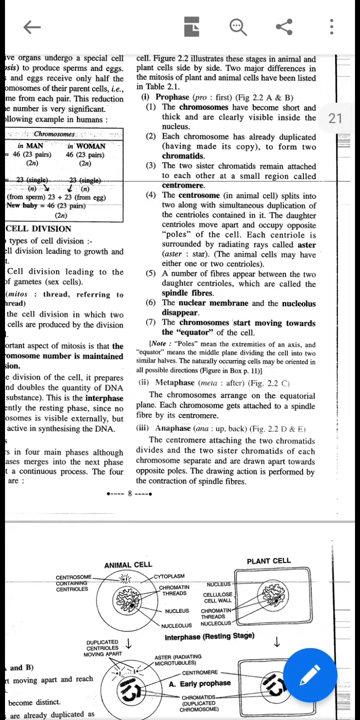 21
ive organs undergo a special cell
osis) to produce sperms and eggs.
and eggs receive only half the
omosomes of their parent cells, i.e.,
me from each pair. This reduction
e number is very significant.
ollowing example in humans :
Chromosomes
in MAN in WOMAN
= 46 (23 pairs) 46 (23 pairs)
(2n) (2n)
23 (single) 23 (single)
(n) (n)
(from sperm) 23 + 23 (from egg)
New baby = 46 (23 pairs)
(2n)
CELL DIVISION
types of cell division :-
ell division leading to growth and
t.
Cell division leading to the
of gametes (sex cells).
(mitos : thread, referring to
hread)
the cell division in which two
cells are produced by the division
l.
ortant aspect of mitosis is that the
romosome number is maintained
sion.
e division of the cell, it prepares
nd doubles the quantity of DNA
substance). This is the interphase
ently the resting phase, since no
osomes is visible externally, but
active in synthesising the DNA.
rs in four main phases although
ases merges into the next phase
t a continuous process. The four
are :
cell. Figure 2.2 illustrates these stages in animal and
plant cells side by side. Two major differences in
the mitosis of plant and animal cells have been listed
in Table 2.1.
(i) Prophase (pro : first) (Fig 2.2 A & B)
(1) The chromosomes have become short and
thick and are clearly visible inside the
nucleus.
(2) Each chromosome has already duplicated
(having made its copy), to form two
chromatids.
(3) The two sister chromatids remain attached
to each other at a small region called
centromere.
(4) The centrosome (in animal cell) splits into
two along with simultaneous duplication of
the centrioles contained in it. The daughter
centrioles move apart and occupy opposite
"poles" of the cell. Each centriole is
surrounded by radiating rays called aster
(aster : star). (The animal cells may have
either one or two centrioles).
(5) A number of fibres appear between the two
daughter centrioles, which are called the
spindle fibres.
(6) The nuclear membrane and the nucleolus
disappear.
(7) The chromosomes start moving towards
the "equator" of the cell.
[Note : "Poles" mean the extremities of an axis, and
"equator" means the middle plane dividing the cell into two
similar halves. The naturally occuring cells may be oriented in
all possible directions (Figure in Box p. 11)]
(ii) Metaphase (meta : after) (Fig. 2.2 C)
The chromosomes arrange on the equatorial
plane. Each chromosome gets attached to a spindle
fibre by its centromere.
(iii) Anaphase (ana : up, back) (Fig. 2.2 D & E)
The centromere attaching the two chromatids
divides and the two sister chromatids of each
chromosome separate and are drawn apart towards
opposite poles. The drawing action is performed by
the contraction of spindle fibres.
8
ANIMAL CELL
PLANT CELL
CENTROSOME
CONTAINING
CENTRIOLES
CYTOPLASM
CHROMATIN
THREADS
NUCLEUS
NUCLEOLUS
NUCLEUS
CELLULOSE
CELL WALL
CHROMATIN
THREADS
NUCLEOLUS
Interphase (Resting Stage)
DUPLICATED
CENTRIOLES
MOVING APART
ASTER (RADIATING
MICROTUBULES)
CENTROMERE
A. Early prophase
CHROMATIDS
(DUPLICATED
CHROMOSOME)
A and B)
rt moving apart and reach
become distinct.
are already duplicated as